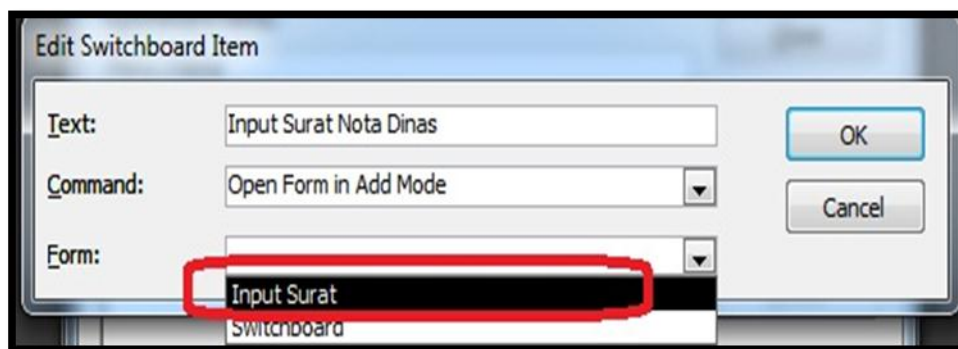 Edit Switchboard Item
Text: Input Surat Nota Dinas OK
Command: Open Form in Add Mode Cancel
Form:
Input Surat
Switchboard